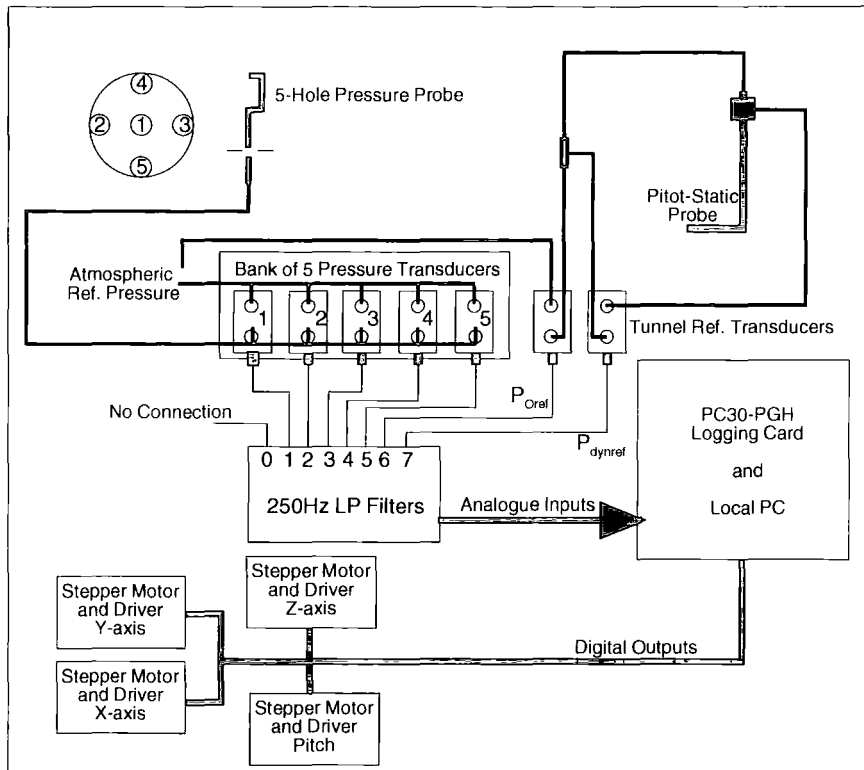 4
2 1 3
5
5-Hole Pressure Probe
Pitot-Static
Probe
Atmospheric
Ref. Pressure
Bank of 5 Pressure Transducers
1 2 3 4 5
Tunnel Ref. Transducers
No Connection
P0ref
Pdynref
0 1 2 3 4 5 6 7
250Hz LP Filters
Analogue Inputs
PC30-PGH
Logging Card
and
Local PC
Stepper Motor
and Driver
Y-axis
Stepper Motor
and Driver
Z-axis
Digital Outputs
Stepper Motor
and Driver
X-axis
Stepper Motor
and Driver
Pitch